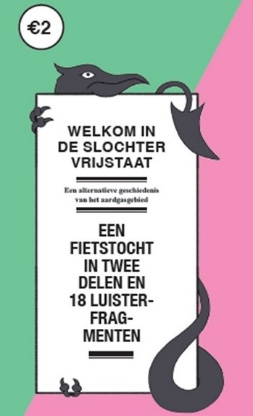 €2
WELKOM IN
DE SLOCHTER
VRIJSTAAT
Een alternatieve geschiedenis
van het aardgasgebied
EEN
FIETSTOCHT
IN TWEE
DELEN EN
18 LUISTER-
FRAG-
MENTEN